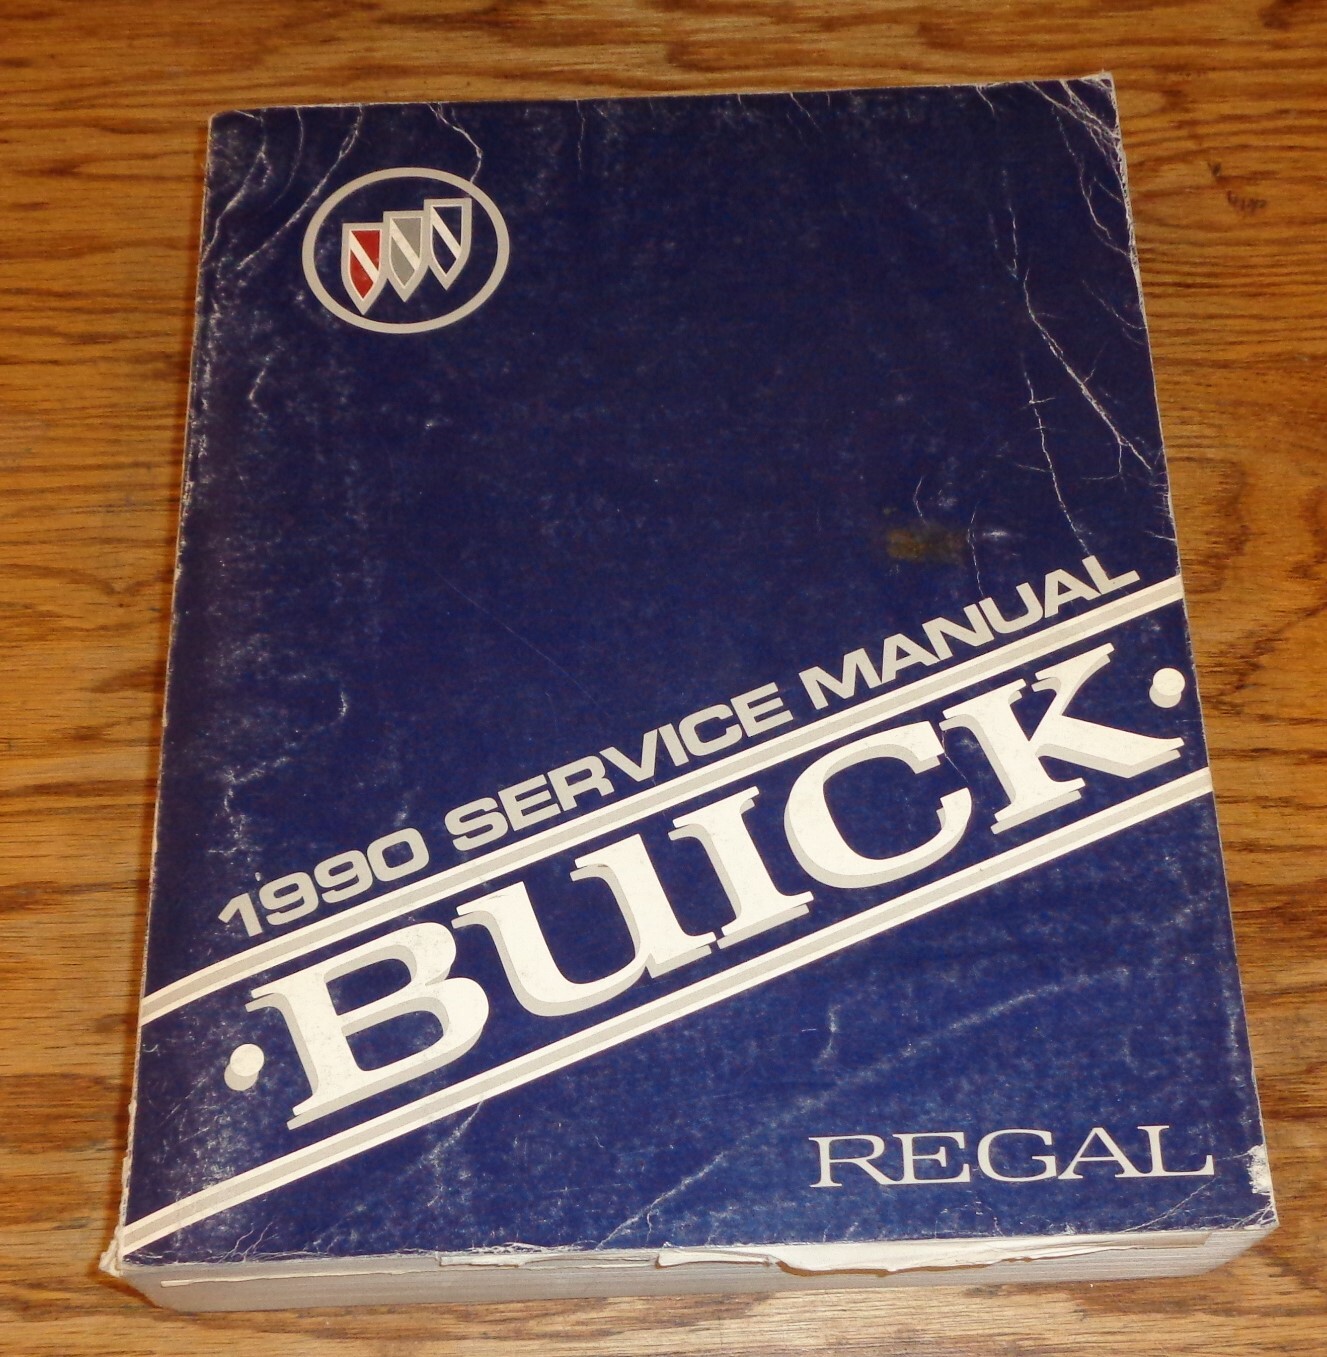 1990 SERVICE MANUAL
• BUICK •
REGAL